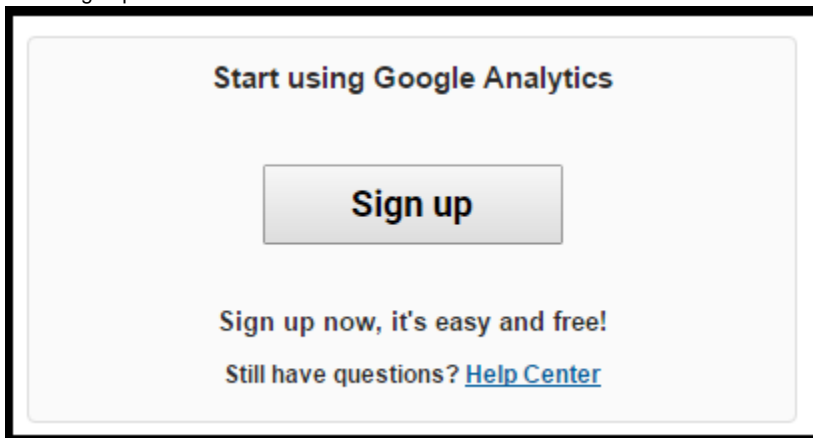 Start using Google Analytics
Sign up
Sign up now, it's easy and free!
Still have questions? Help Center